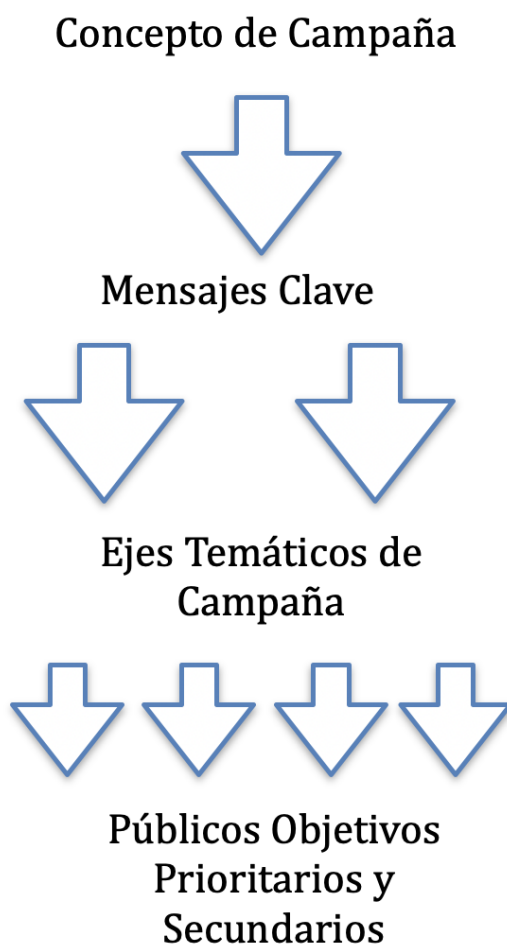 Concepto de Campaña
Mensajes Clave
Ejes Temáticos de
Campaña
Públicos Objetivos
Prioritarios y
Secundarios